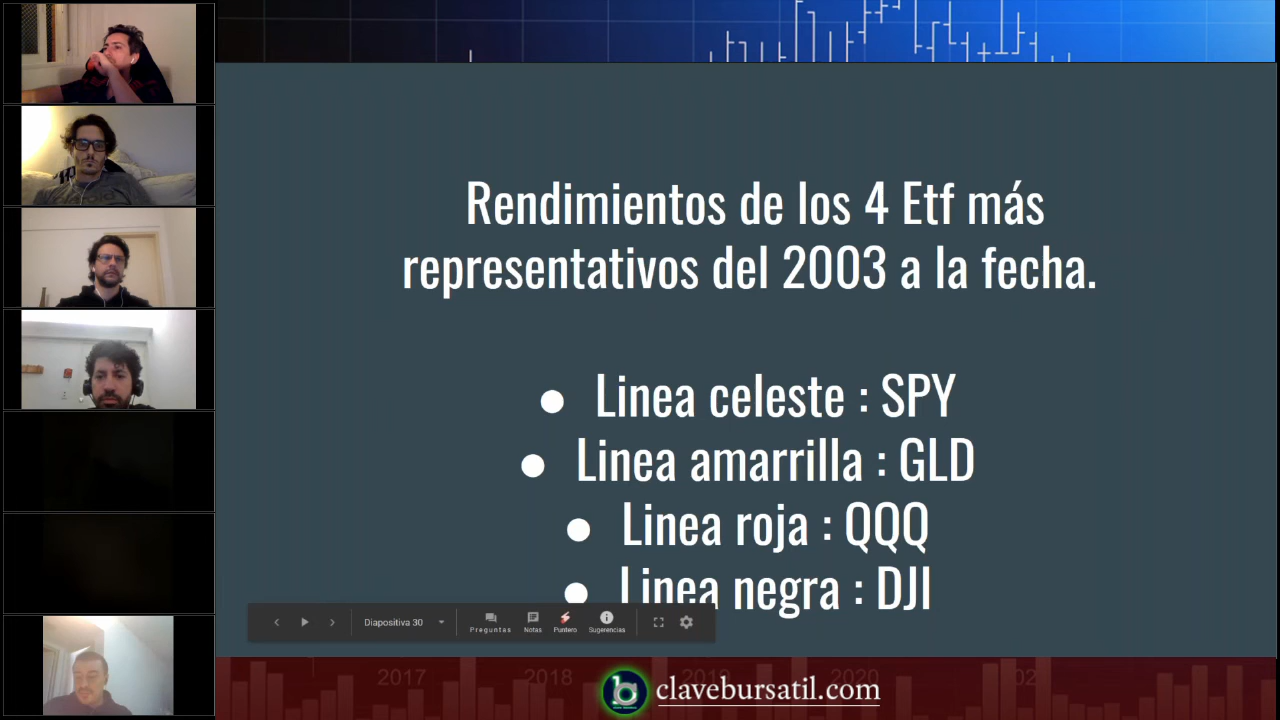 Rendimientos de los 4 Etf más
representativos del 2003 a la fecha.
● Linea celeste : SPY
● Linea amarrilla : GLD
● Linea roja : QQQ
● Linea negra : DJI
Diapositiva 30
Preguntas
Notas
Puntero
Sugerencias
2017
2018
2019
2020
clavebursatil.com